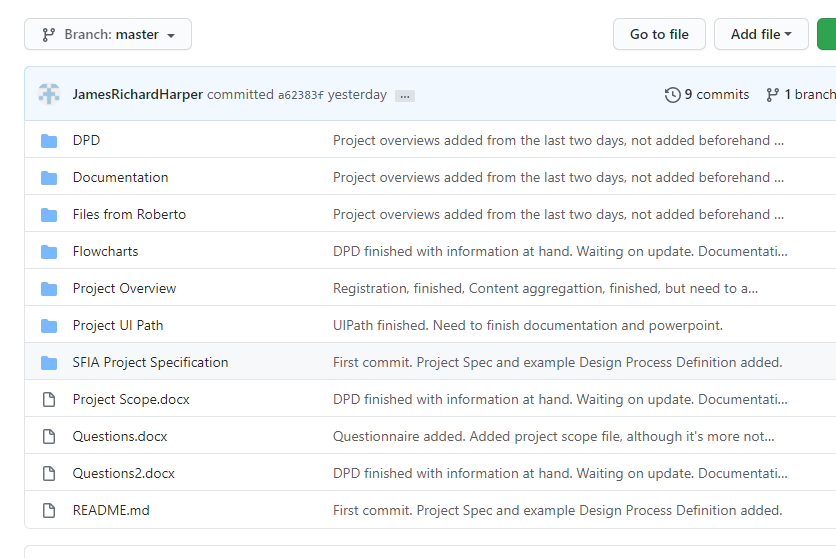 Branch: master
Go to file
Add file
JamesRichardHarper committed a62383f yesterday ...
9 commits
1 branch
DPD Project overviews added from the last two days, not added beforehand ...
Documentation Project overviews added from the last two days, not added beforehand ...
Files from Roberto Project overviews added from the last two days, not added beforehand ...
Flowcharts DPD finished with information at hand. Waiting on update. Documentati...
Project Overview Registration, finished, Content aggregattion, finished, but need to a...
Project UI Path UIPath finished. Need to finish documentation and powerpoint.
SFIA Project Specification First commit. Project Spec and example Design Process Definition added.
Project Scope.docx DPD finished with information at hand. Waiting on update. Documentati...
Questions.docx Questionnaire added. Added project scope file, although it's more not...
Questions2.docx DPD finished with information at hand. Waiting on update. Documentati...
README.md First commit. Project Spec and example Design Process Definition added.